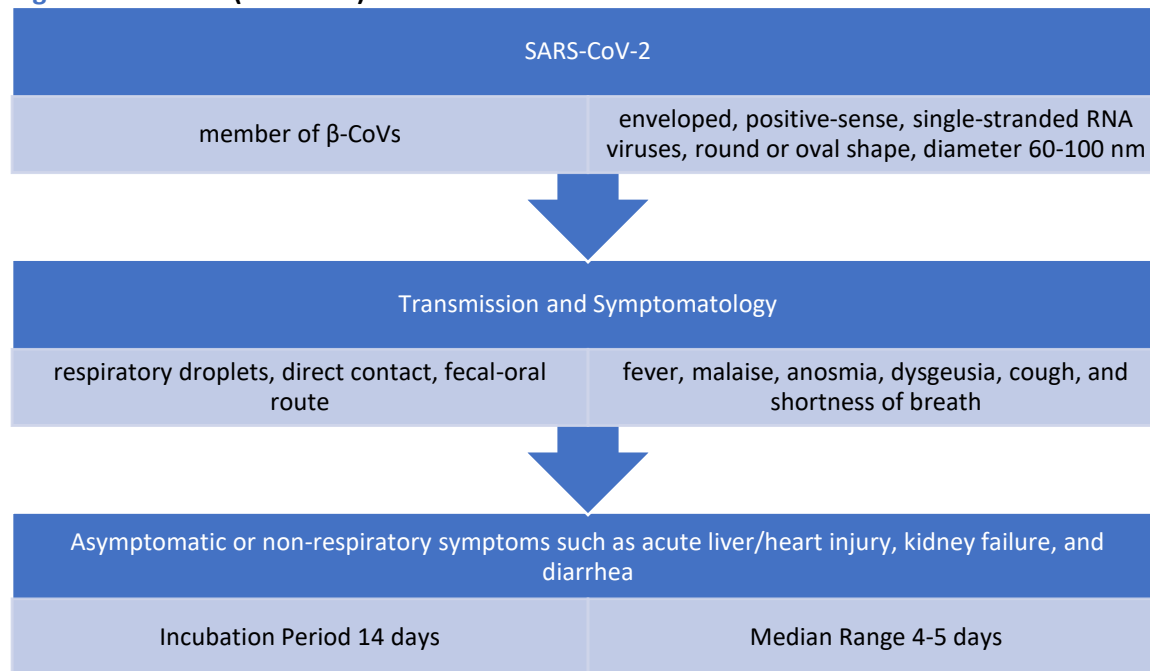 SARS-CoV-2
member of β-CoVs
enveloped, positive-sense, single-stranded RNA
viruses, round or oval shape, diameter 60-100 nm
Transmission and Symptomatology
respiratory droplets, direct contact, fecal-oral
route
fever, malaise, anosmia, dysgeusia, cough, and
shortness of breath
Asymptomatic or non-respiratory symptoms such as acute liver/heart injury, kidney failure, and
diarrhea
Incubation Period 14 days
Median Range 4-5 days